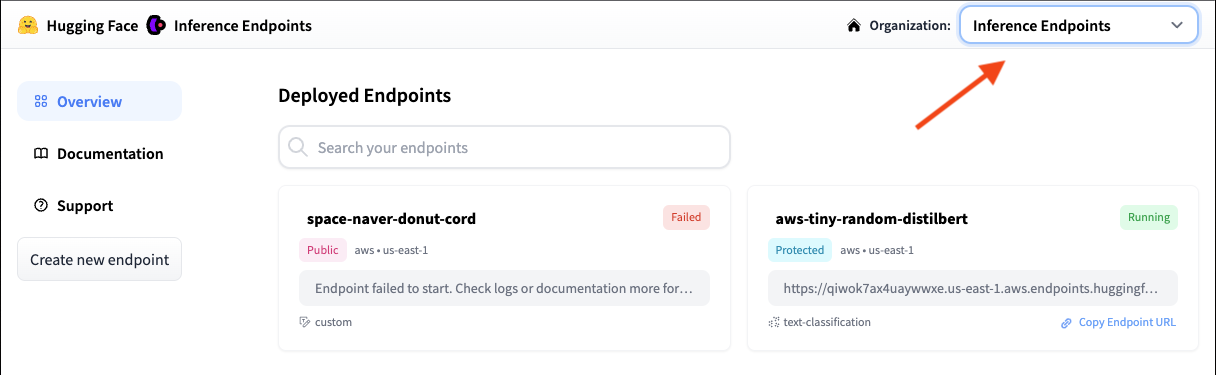 Hugging Face Inference Endpoints
Organization: Inference Endpoints
Overview
Documentation
Support
Create new endpoint
Deployed Endpoints
Search your endpoints
space-naver-donut-cord Failed
Public aws • us-east-1
Endpoint failed to start. Check logs or documentation more for…
custom
aws-tiny-random-distilbert Running
Protected aws • us-east-1
https://qiwok7ax4uaywwxe.us-east-1.aws.endpoints.huggingf…
text-classification Copy Endpoint URL